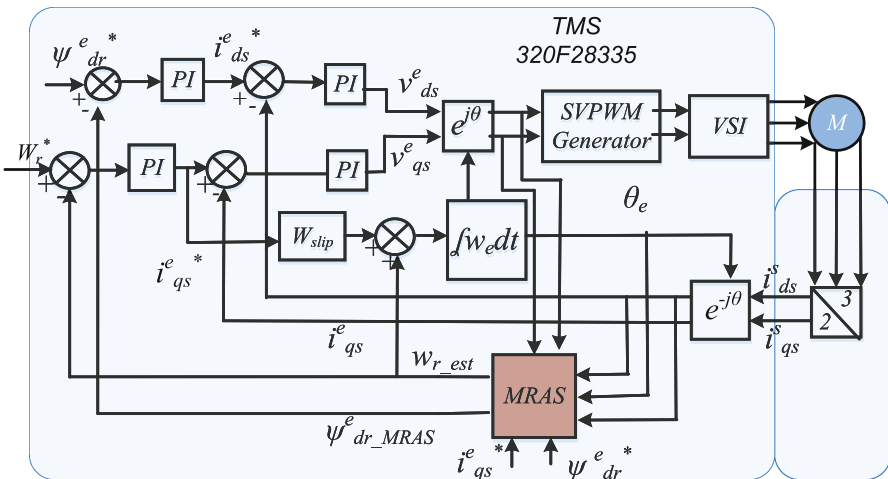 TMS
320F28335
ψ^e_dr*
i^e_ds*
PI
PI
v^e_ds
+
-
+
-
e^jθ
SVPWM
Generator
VSI
M
W_r*
PI
PI
v^e_qs
+
-
+
-
θ_e
W_slip
∫w_e dt
+
+
i^e_qs*
e^-jθ
i^s_ds
3
2
i^s_qs
i^e_qs
w_r_est
MRAS
ψ^e_dr_MRAS
i^e_qs*
ψ^e_dr*